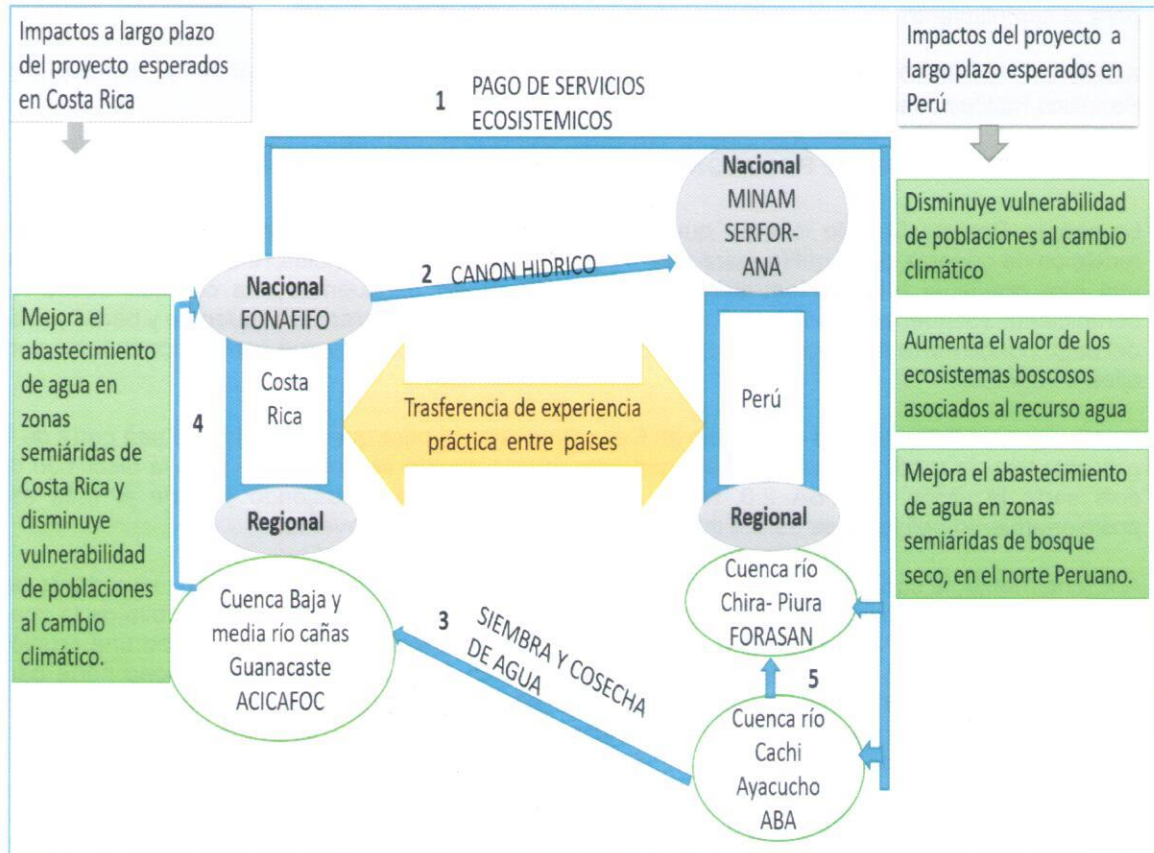 Impactos a largo plazo
del proyecto esperados
en Costa Rica
1 PAGO DE SERVICIOS
ECOSISTEMICOS
Impactos del proyecto a
largo plazo esperados en
Perú
Nacional
MINAM
SERFOR-
ANA
Disminuye vulnerabilidad
de poblaciones al cambio
climático
2 CANON HIDRICO
Nacional
FONAFIFO
Mejora el
abastecimiento
de agua en
zonas
semiáridas de
Costa Rica y
disminuye
vulnerabilidad
de poblaciones
al cambio
climático.
4
Costa
Rica
Trasferencia de experiencia
práctica entre países
Perú
Aumenta el valor de los
ecosistemas boscosos
asociados al recurso agua
Regional
Regional
Mejora el abastecimiento
de agua en zonas
semiáridas de bosque
seco, en el norte Peruano.
Cuenca Baja y
media río cañas
Guanacaste
ACICAFOC
3 SIEMBRA Y COSECHA
DE AGUA
Cuenca río
Chira- Piura
FORASAN
5
Cuenca río
Cachi
Ayacucho
ABA